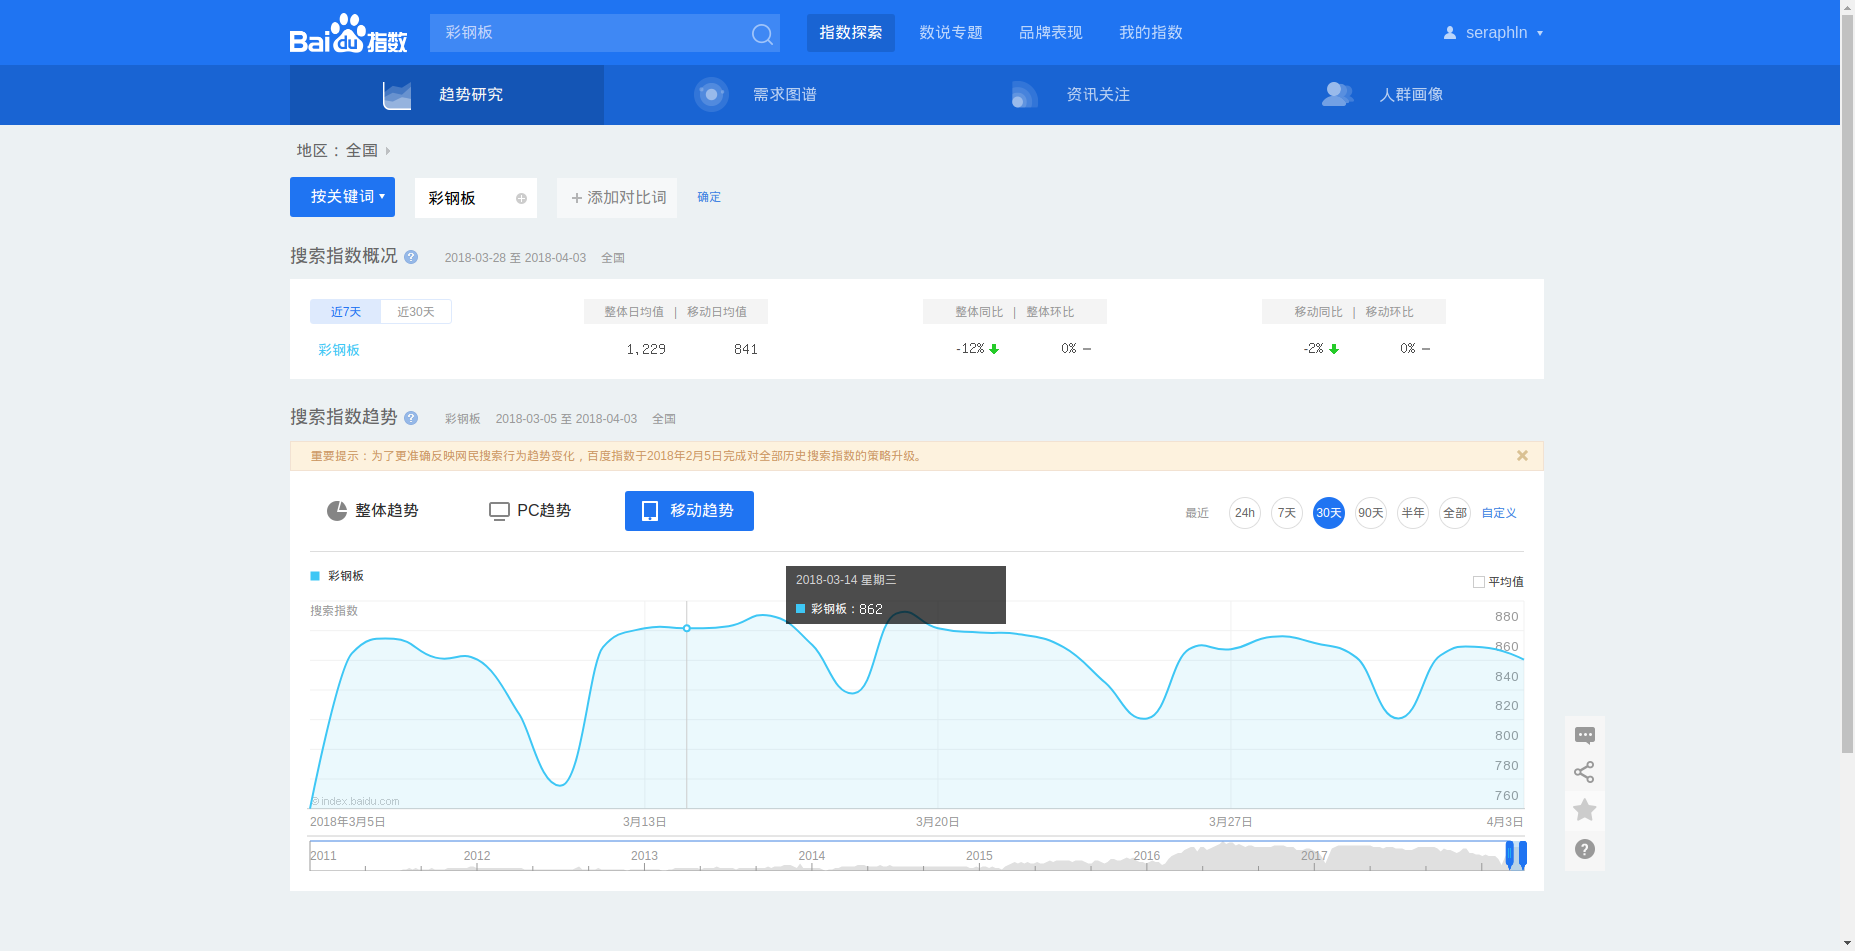 Bai du 指数
彩钢板
指数探索 数说专题 品牌表现 我的指数
seraphln
趋势研究 需求图谱 资讯关注 人群画像
地区 : 全国
按关键词 彩钢板 + 添加对比词 确定
搜索指数概况 ? 2018-03-28 至 2018-04-03 全国
近7天 近30天 整体日均值 | 移动日均值 整体同比 | 整体环比 移动同比 | 移动环比
彩钢板 1,229 841 -12% 0% -2% 0%
搜索指数趋势 ? 彩钢板 2018-03-05 至 2018-04-03 全国
重要提示：为了更准确反映网民搜索行为趋势变化，百度指数于2018年2月5日完成对全部历史搜索指数的策略升级。
整体趋势 PC趋势 移动趋势 最近 24h 7天 30天 90天 半年 全部 自定义
彩钢板
2018-03-14 星期三
彩钢板：862
平均值
搜索指数
880
860
840
820
800
780
760
© index.baidu.com
2018年3月5日 3月13日 3月20日 3月27日 4月3日
2011 2012 2013 2014 2015 2016 2017
?